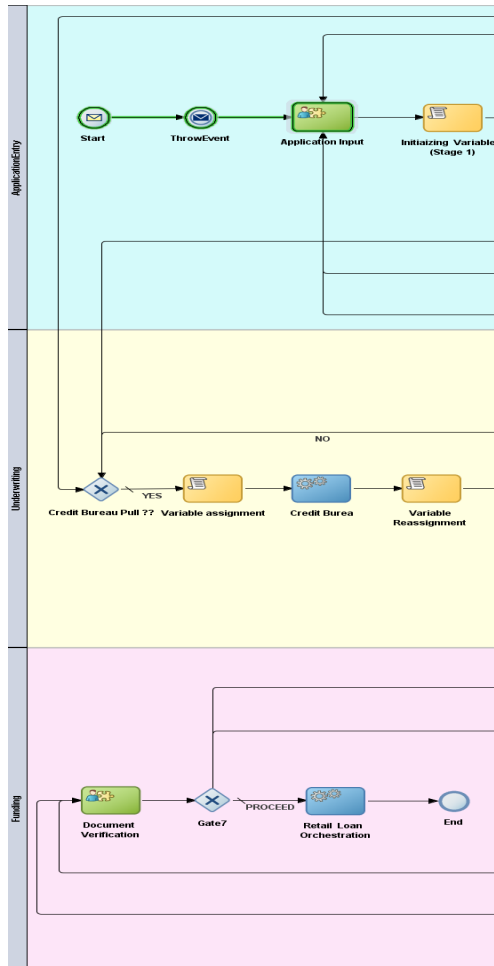 ApplicationEntry
Start
ThrowEvent
Application Input
Initiaizing Variable
(Stage 1)
Underwriting
NO
YES
Credit Bureau Pull ??
Variable assignment
Credit Burea
Variable
Reassignment
Funding
PROCEED
Document
Verification
Gate7
Retail Loan
Orchestration
End